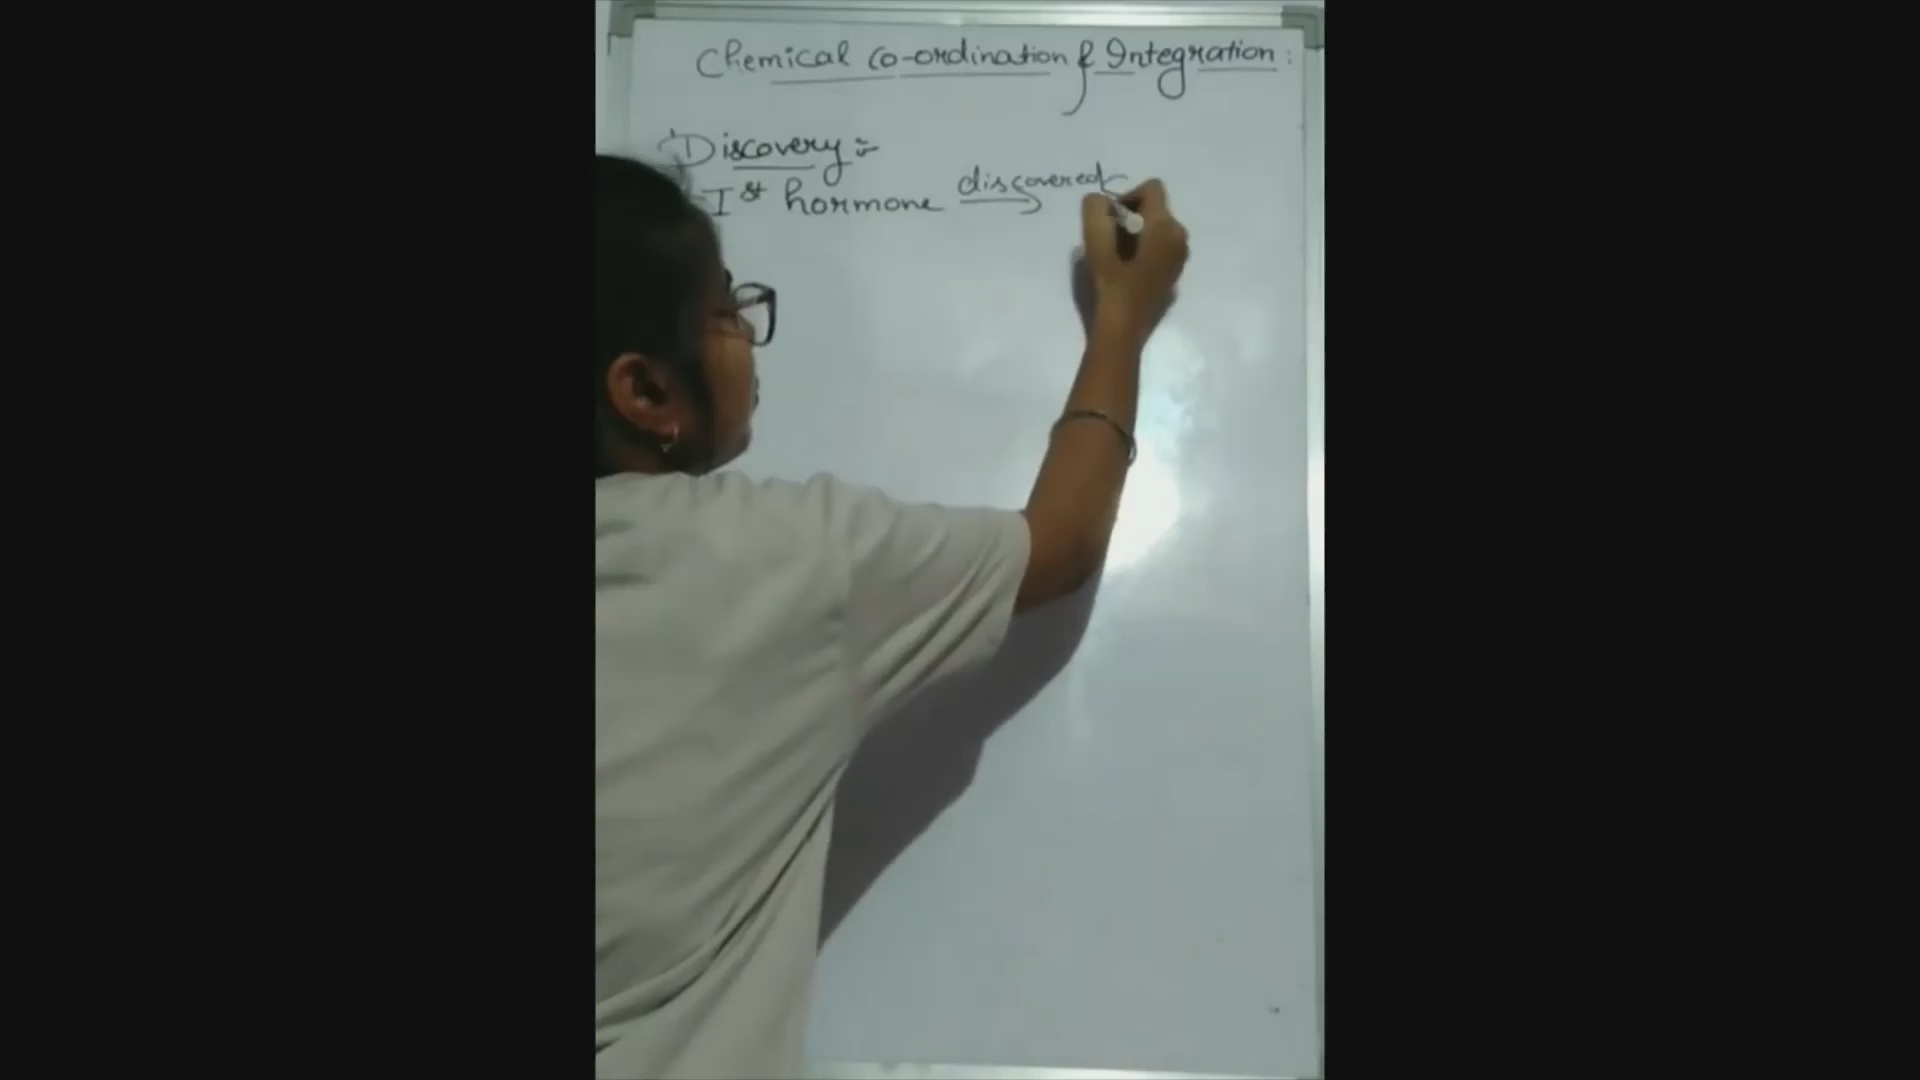 Chemical Co-ordination & Integration :
Discovery :-
Ist hormone discovered